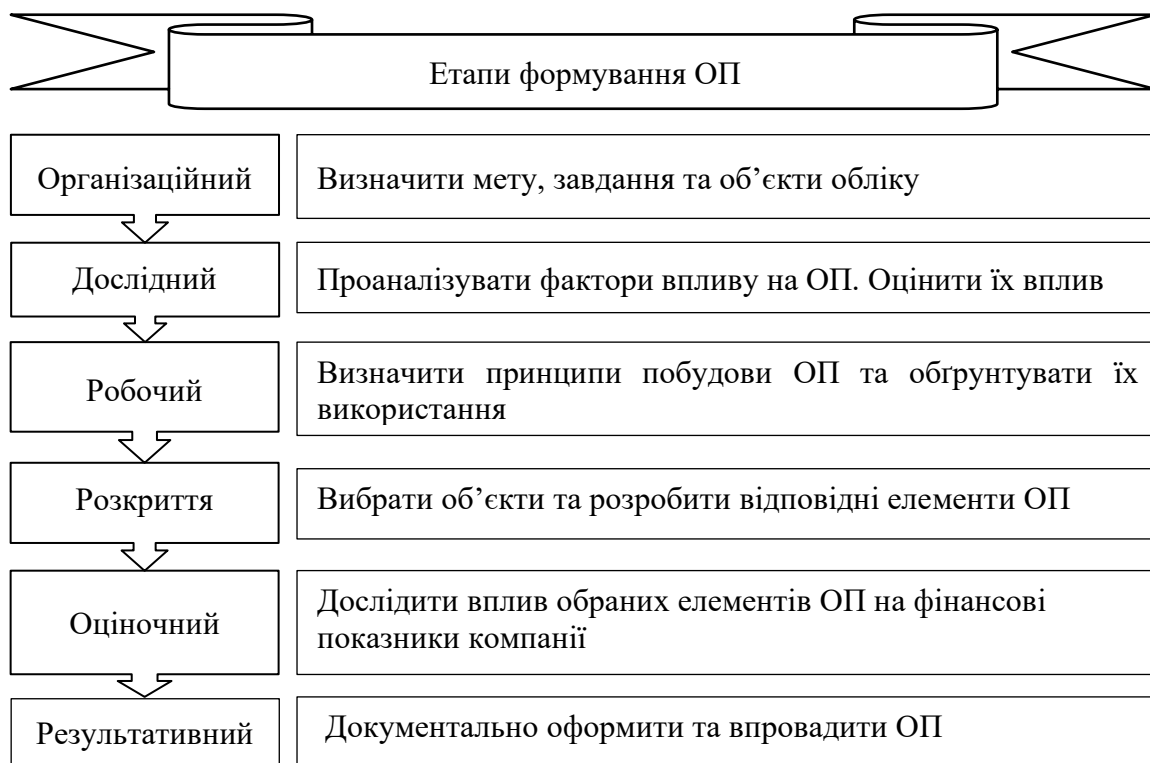 Етапи формування ОП
Організаційний
Визначити мету, завдання та об’єкти обліку
Дослідний
Проаналізувати фактори впливу на ОП. Оцінити їх вплив
Робочий
Визначити принципи побудови ОП та обґрунтувати їх
використання
Розкриття
Вибрати об’єкти та розробити відповідні елементи ОП
Оціночний
Дослідити вплив обраних елементів ОП на фінансові
показники компанії
Результативний
Документально оформити та впровадити ОП